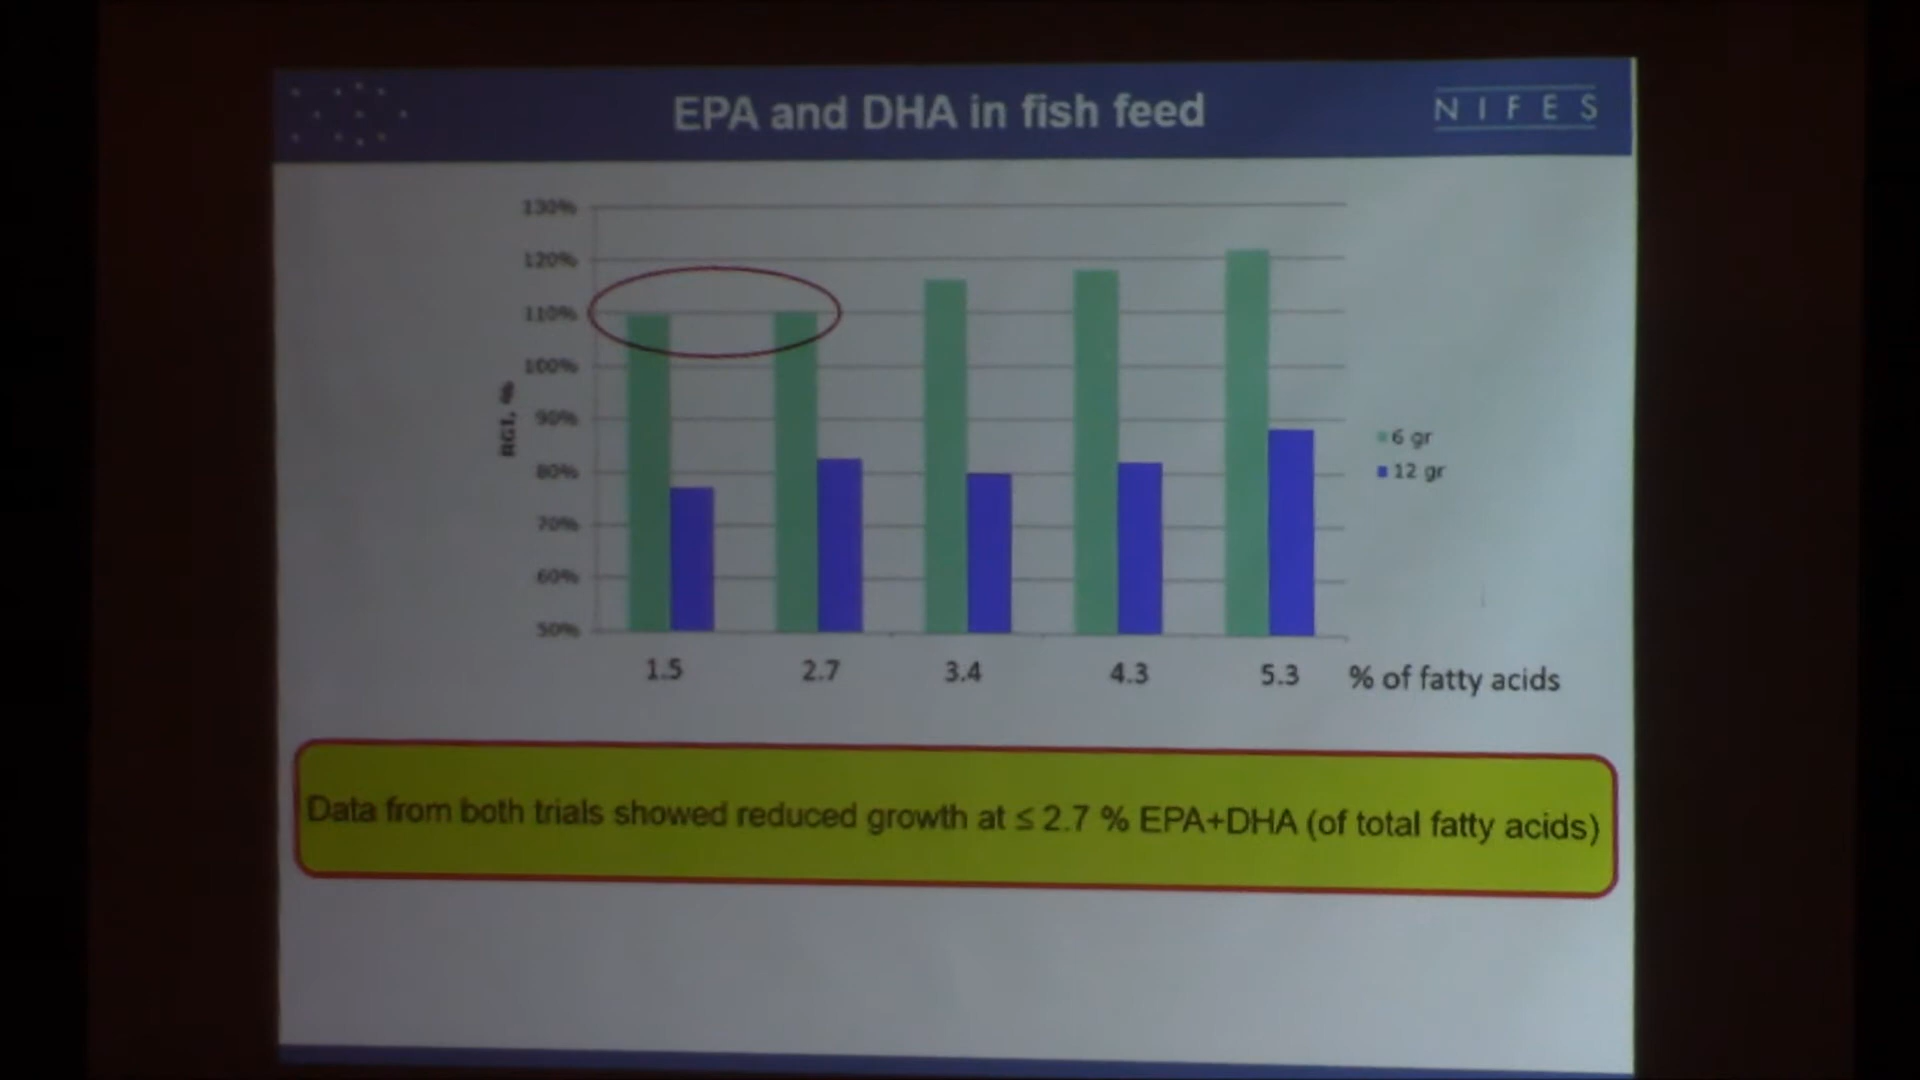 EPA and DHA in fish feed
NIFES
130%
120%
110%
100%
90%
80%
70%
60%
50%
RGI, %
6 gr
12 gr
1.5 2.7 3.4 4.3 5.3 % of fatty acids
Data from both trials showed reduced growth at ≤ 2.7 % EPA+DHA (of total fatty acids)